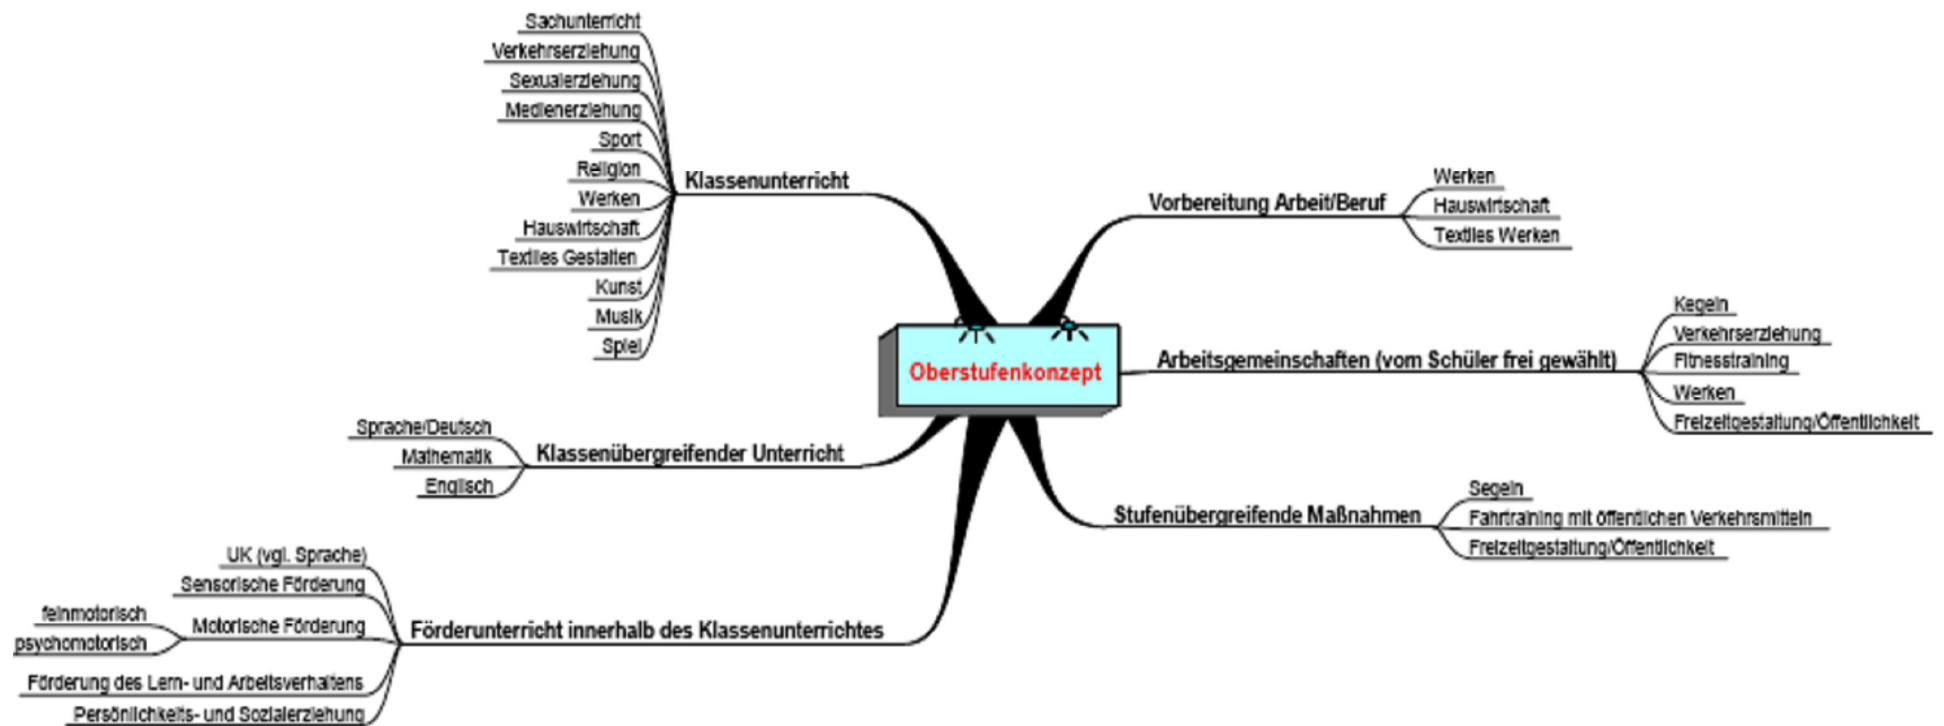 Sachunterricht
Verkehrserziehung
Sexualerziehung
Medienerziehung
Sport
Religion
Werken
Hauswirtschaft
Textiles Gestalten
Kunst
Musik
Spiel
Klassenunterricht
Vorbereitung Arbeit/Beruf
Werken
Hauswirtschaft
Textiles Werken
Oberstufenkonzept
Arbeitsgemeinschaften (vom Schüler frei gewählt)
Kegeln
Verkehrserziehung
Fitnesstraining
Werken
Freizeitgestaltung/Öffentlichkeit
Sprache/Deutsch
Mathematik
Englisch
Klassenübergreifender Unterricht
Stufenübergreifende Maßnahmen
Segeln
Fahrtraining mit öffentlichen Verkehrsmitteln
Freizeitgestaltung/Öffentlichkeit
UK (vgl. Sprache)
Sensorische Förderung
feinmotorisch
psychomotorisch
Motorische Förderung
Förderung des Lern- und Arbeitsverhaltens
Persönlichkeits- und Sozialerziehung
Förderunterricht innerhalb des Klassenunterrichtes